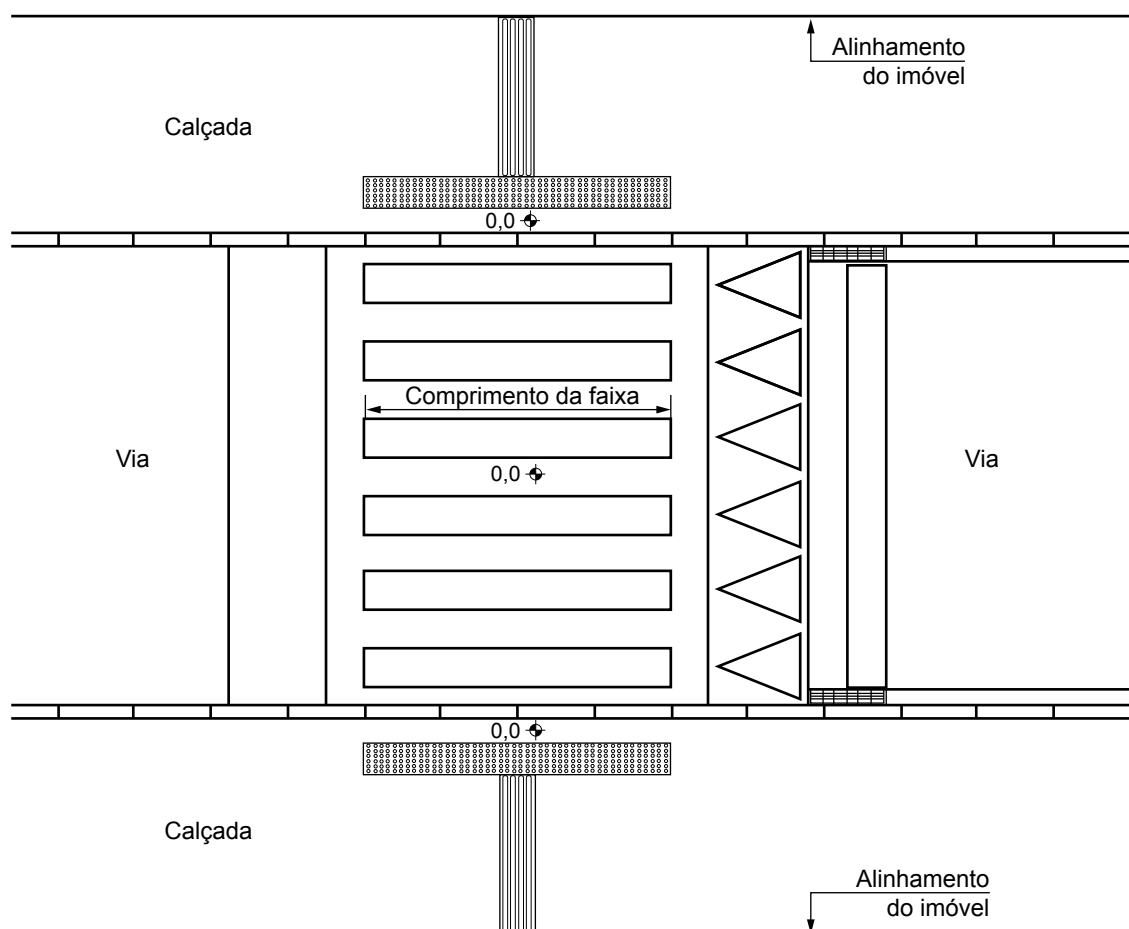 Alinhamento
do imóvel
Calçada
0,0
Comprimento da faixa
Via
0,0
Via
0,0
Calçada
Alinhamento
do imóvel